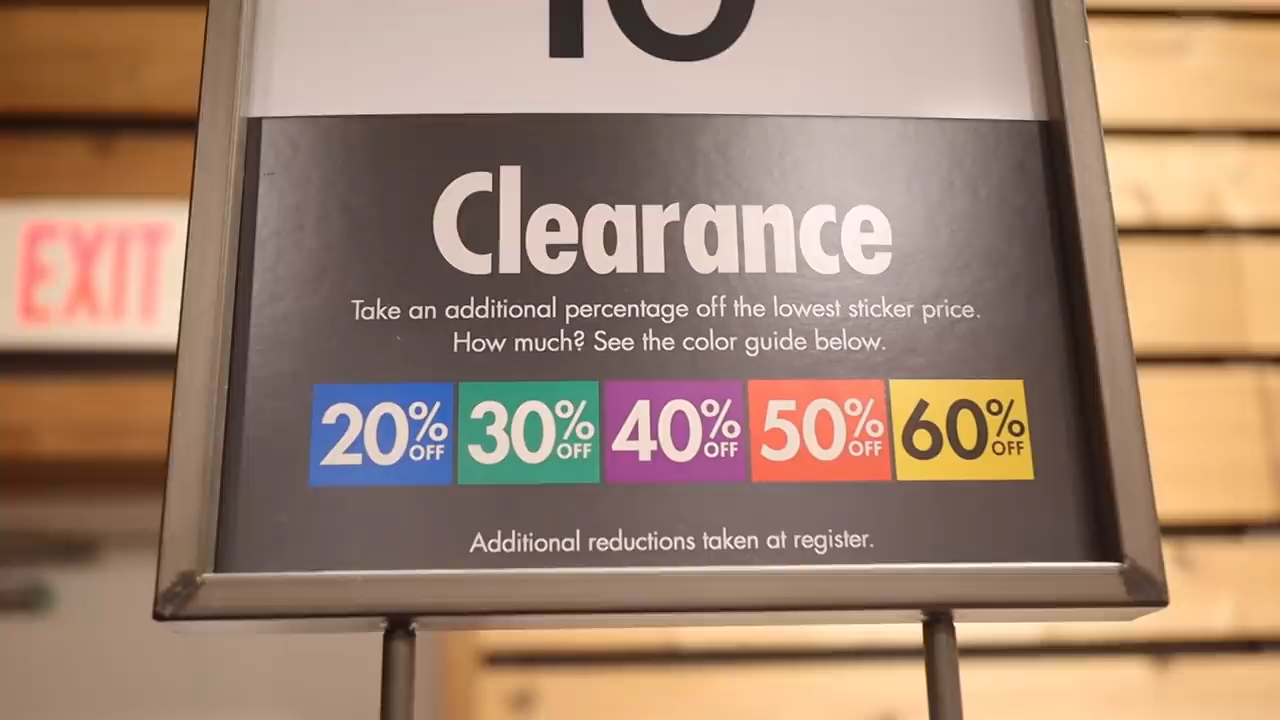 10
Clearance
Take an additional percentage off the lowest sticker price.
How much? See the color guide below.
20% OFF 30% OFF 40% OFF 50% OFF 60% OFF
Additional reductions taken at register.
EXIT